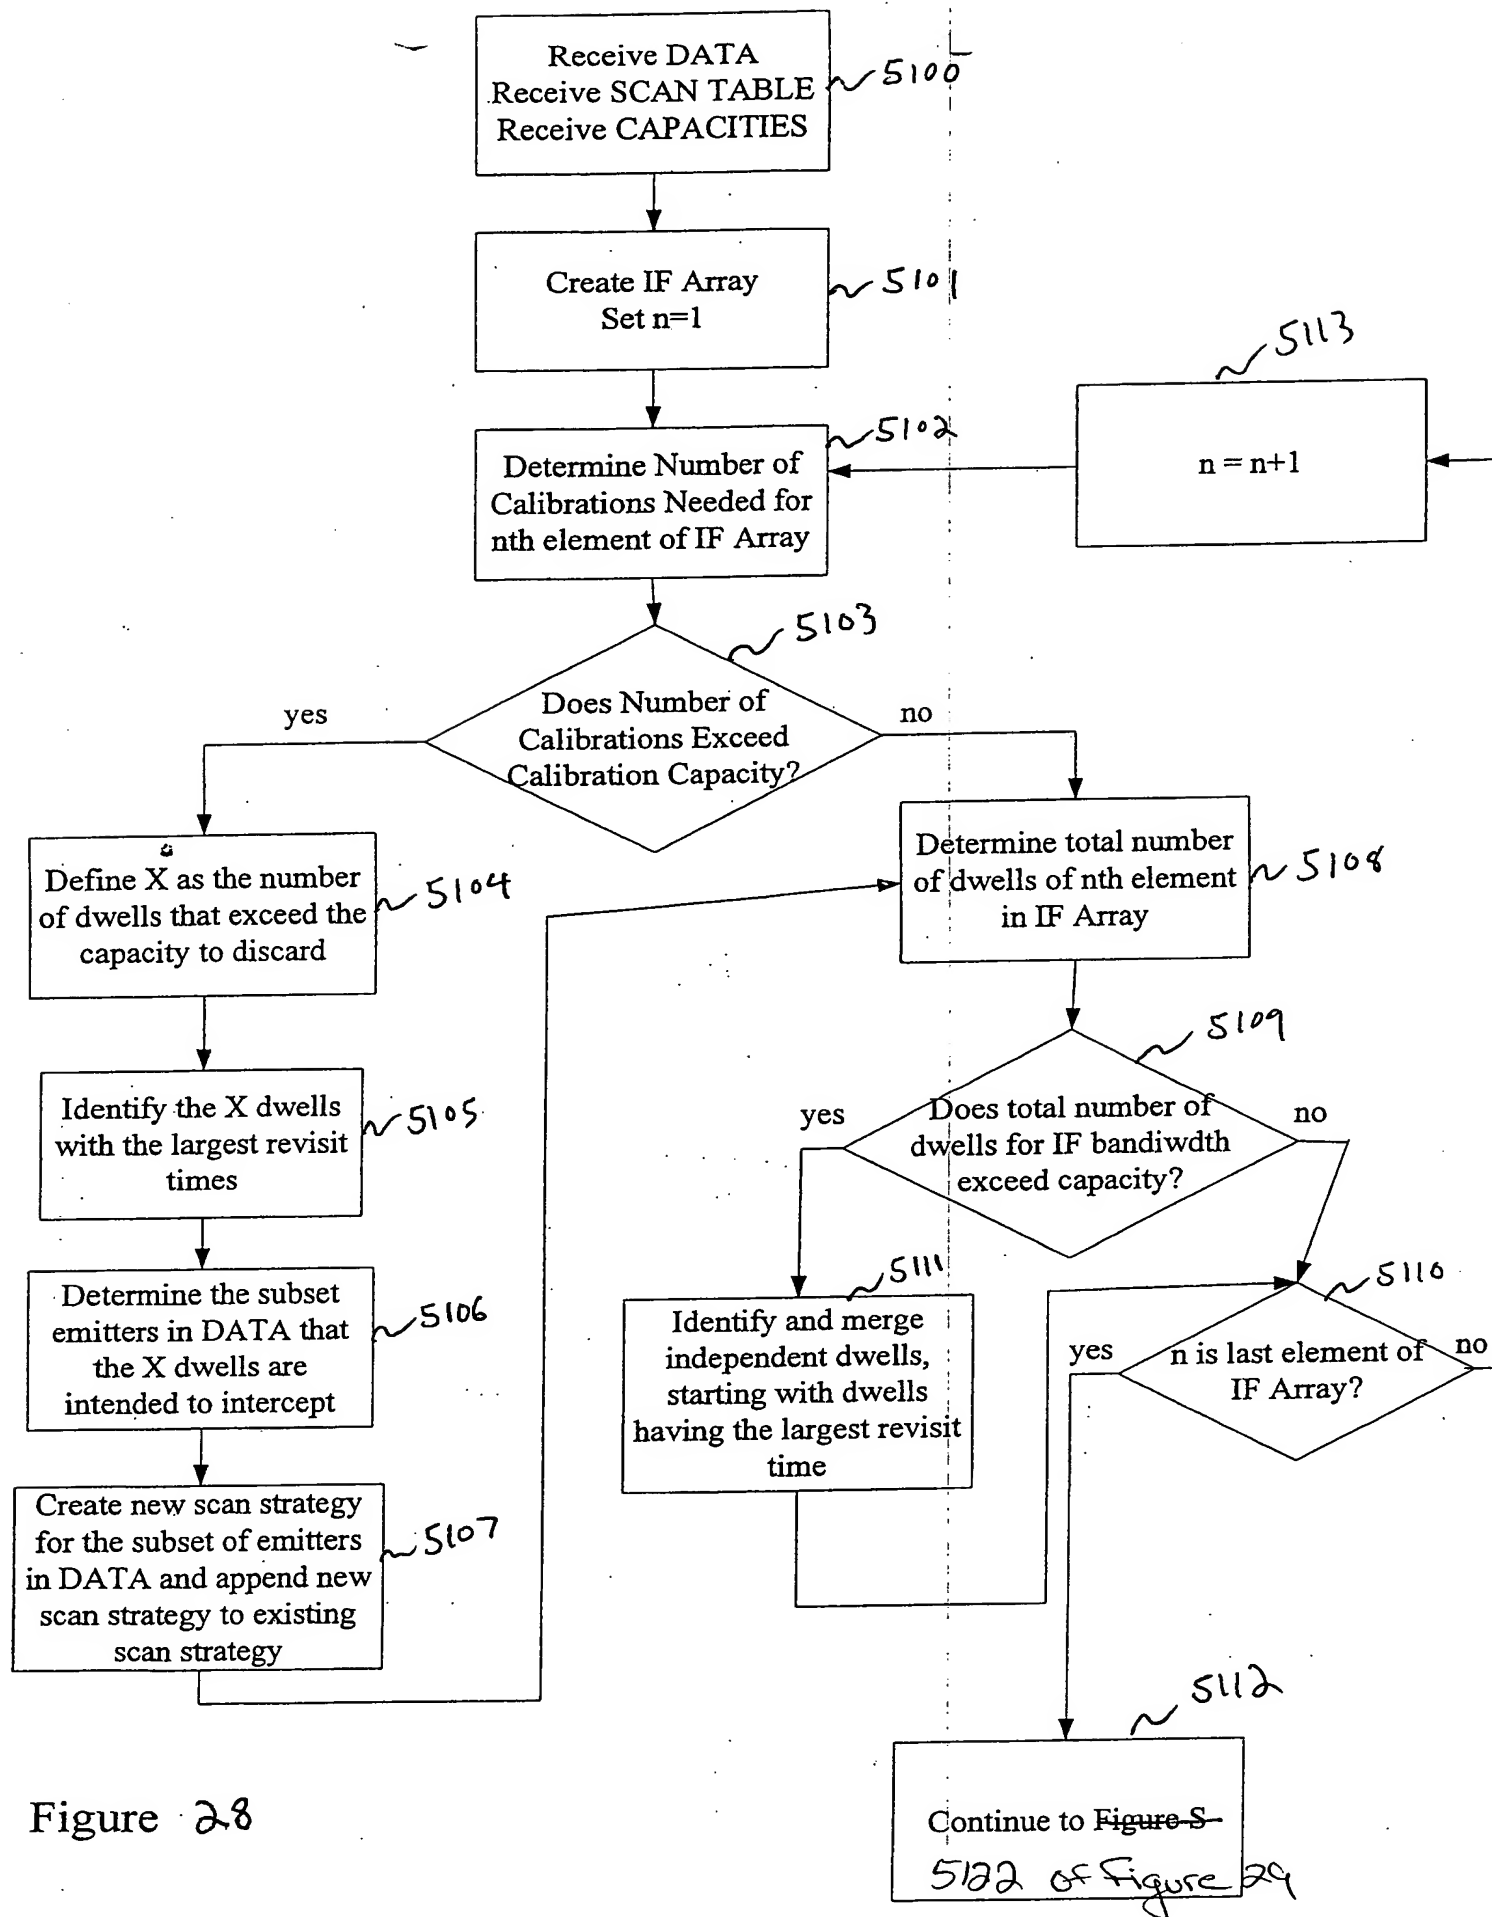 Receive DATA
Receive SCAN TABLE
Receive CAPACITIES
5100
Create IF Array
Set n=1
5101
5113
n = n+1
5102
Determine Number of
Calibrations Needed for
nth element of IF Array
5103
Does Number of
Calibrations Exceed
Calibration Capacity?
yes
no
Define X as the number
of dwells that exceed the
capacity to discard
5104
Determine total number
of dwells of nth element
in IF Array
5108
5109
Identify the X dwells
with the largest revisit
times
5105
yes
Does total number of
dwells for IF bandiwdth
exceed capacity?
no
Determine the subset
emitters in DATA that
the X dwells are
intended to intercept
5106
5111
Identify and merge
independent dwells,
starting with dwells
having the largest revisit
time
5110
yes
n is last element of
IF Array?
no
Create new scan strategy
for the subset of emitters
in DATA and append new
scan strategy to existing
scan strategy
5107
5112
Continue to Figure S
5122 of Figure 29
Figure 28